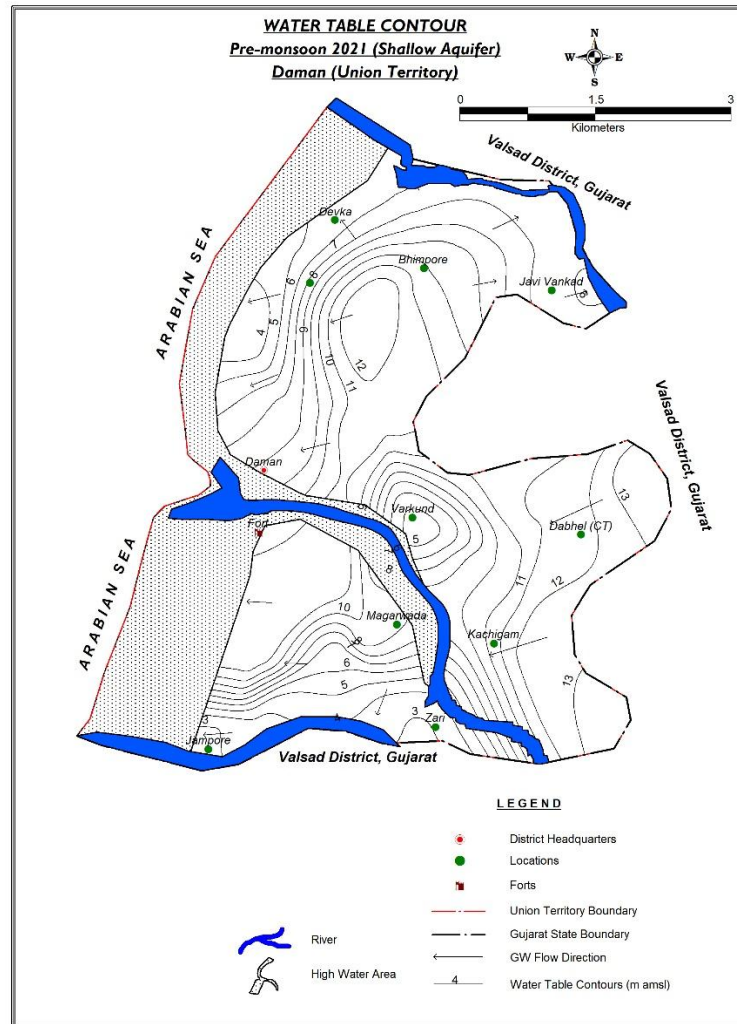 WATER TABLE CONTOUR
Pre-monsoon 2021 (Shallow Aquifer)
Daman (Union Territory)
N
W E
S
0 1.5 3
Kilometers
Valsad District, Gujarat
ARABIAN SEA
Devka
7
Bhimpore
Javi Vankad
6
8
8
5
4
9
12
10
11
Valsad District, Gujarat
Daman
Varkund
5
13
Dabhel (CT)
Fort
8
11
12
ARABIAN SEA
10
Magarwada
Kachigam
6
5
13
3
3
Zari
Jampore
Valsad District, Gujarat
LEGEND
District Headquarters
Locations
Forts
Union Territory Boundary
River
Gujarat State Boundary
High Water Area
GW Flow Direction
4
Water Table Contours (m amsl)